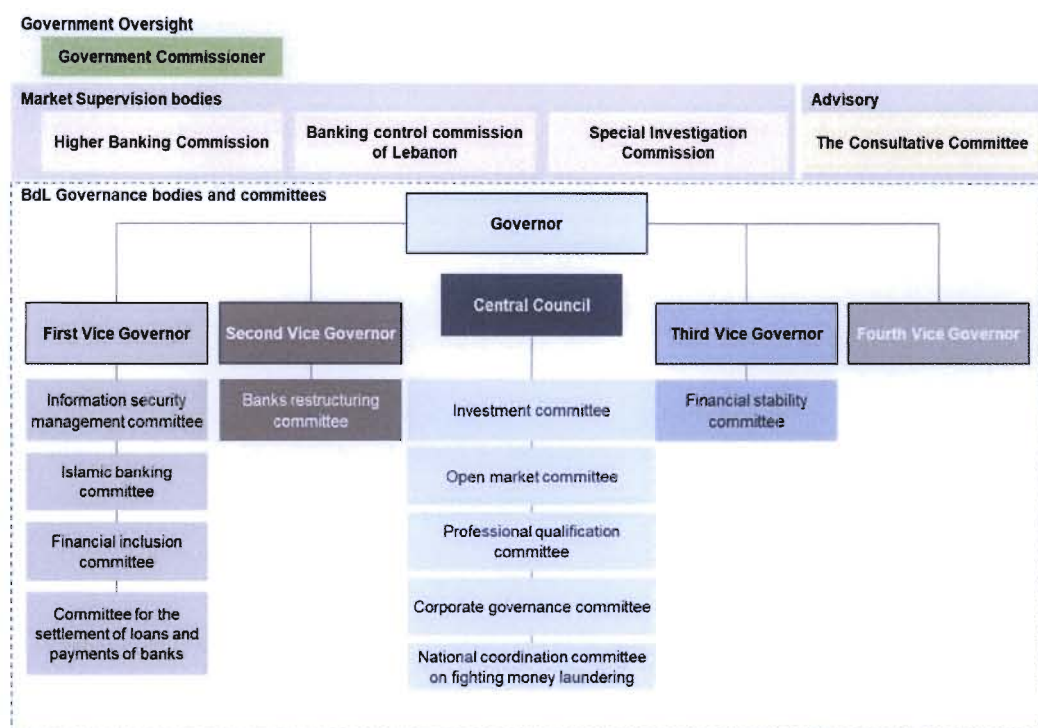 Government Oversight
Government Commissioner
Market Supervision bodies
Advisory
Higher Banking Commission
Banking control commission
of Lebanon
Special Investigation
Commission
The Consultative Committee
BdL Governance bodies and committees
Governor
Central Council
First Vice Governor
Second Vice Governor
Third Vice Governor
Fourth Vice Governor
Information security
management committee
Banks restructuring
committee
Investment committee
Financial stability
committee
Islamic banking
committee
Open market committee
Financial inclusion
committee
Professional qualification
committee
Committee for the
settlement of loans and
payments of banks
Corporate governance committee
National coordination committee
on fighting money laundering